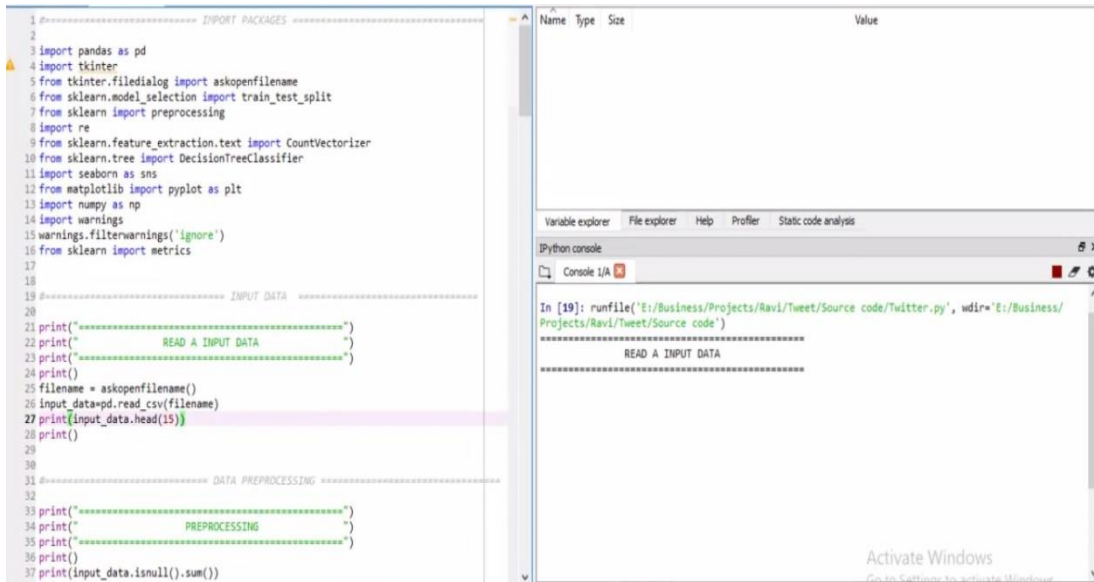 1 #========================== IMPORT PACKAGES =================================
2
3 import pandas as pd
4 import tkinter
5 from tkinter.filedialog import askopenfilename
6 from sklearn.model_selection import train_test_split
7 from sklearn import preprocessing
8 import re
9 from sklearn.feature_extraction.text import CountVectorizer
10 from sklearn.tree import DecisionTreeClassifier
11 import seaborn as sns
12 from matplotlib import pyplot as plt
13 import numpy as np
14 import warnings
15 warnings.filterwarnings('ignore')
16 from sklearn import metrics
17
18
19 #=============================== INPUT DATA ===============================
20
21 print("==============================================")
22 print("               READ A INPUT DATA               ")
23 print("==============================================")
24 print()
25 filename = askopenfilename()
26 input_data=pd.read_csv(filename)
27 print(input_data.head(15))
28 print()
29
30
31 #============================ DATA PREPROCESSING ===============================
32
33 print("==============================================")
34 print("                   PREPROCESSING               ")
35 print("==============================================")
36 print()
37 print(input_data.isnull().sum())
Name Type Size Value
Variable explorer File explorer Help Profiler Static code analysis
IPython console
Console 1/A
In [19]: runfile('E:/Business/Projects/Ravi/Tweet/Source code/Twitter.py', wdir='E:/Business/
Projects/Ravi/Tweet/Source code')
==============================================
READ A INPUT DATA
==============================================
Activate Windows
Go to Settings to activate Windows.